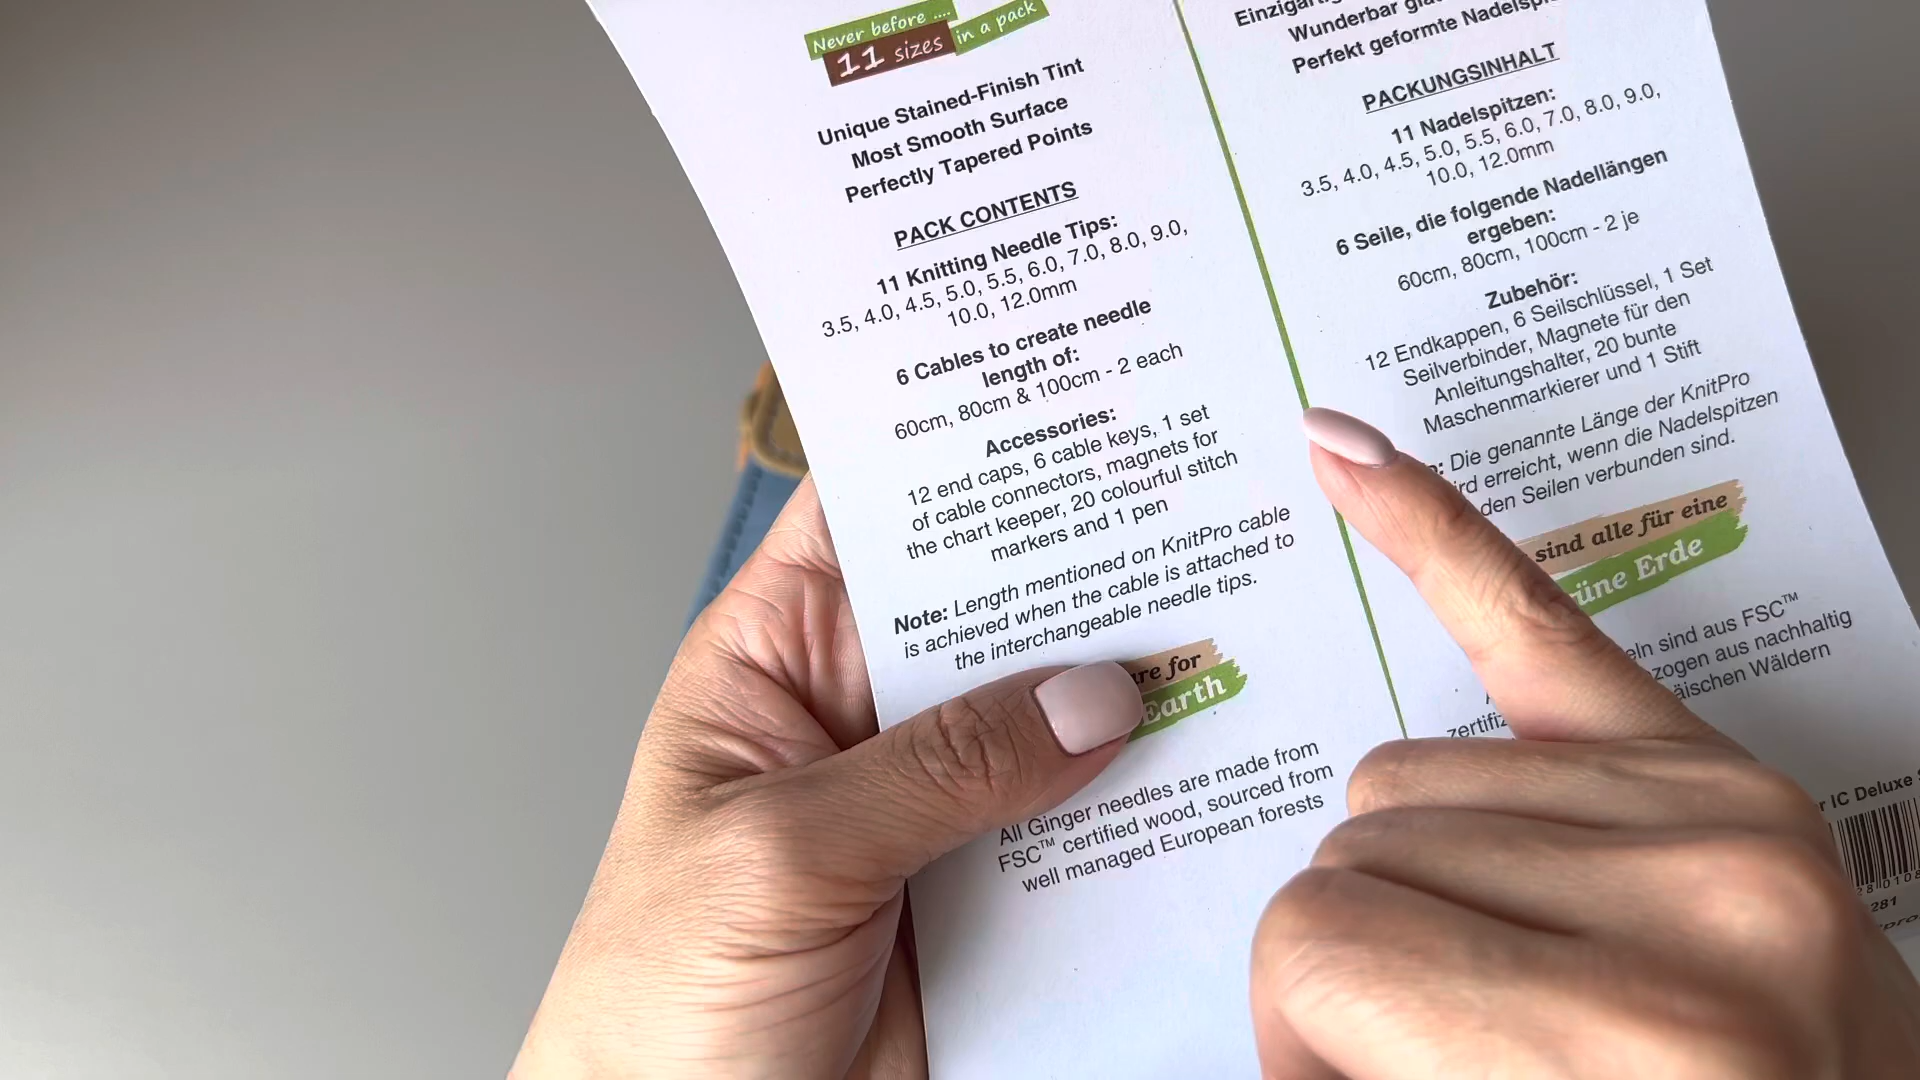 Never before ....
11 sizes in a pack
Unique Stained-Finish Tint
Most Smooth Surface
Perfectly Tapered Points
PACK CONTENTS
11 Knitting Needle Tips:
3.5, 4.0, 4.5, 5.0, 5.5, 6.0, 7.0, 8.0, 9.0,
10.0, 12.0mm
6 Cables to create needle
length of:
60cm, 80cm & 100cm - 2 each
Accessories:
12 end caps, 6 cable keys, 1 set
of cable connectors, magnets for
the chart keeper, 20 colourful stitch
markers and 1 pen
Note: Length mentioned on KnitPro cable
is achieved when the cable is attached to
the interchangeable needle tips.
for
Earth
All Ginger needles are made from
FSC™ certified wood, sourced from
well managed European forests
Wunderbar
Perfekt geformte
PACKUNGSINHALT
11 Nadelspitzen:
3.5, 4.0, 4.5, 5.0, 5.5, 6.0, 7.0, 8.0, 9.0,
10.0, 12.0mm
6 Seile, die folgende Nadellängen
ergeben:
60cm, 80cm, 100cm - 2 je
Zubehör:
12 Endkappen, 6 Seilschlüssel, 1 Set
Seilverbinder, Magnete für den
Anleitungshalter, 20 bunte
Maschenmarkierer und 1 Stift
Die genannte Länge der KnitPro
erreicht, wenn die Nadelspitzen
den Seilen verbunden sind.
sind alle für eine
Erde
sind aus FSC™
nachhaltig
Wäldern
IC Deluxe
281